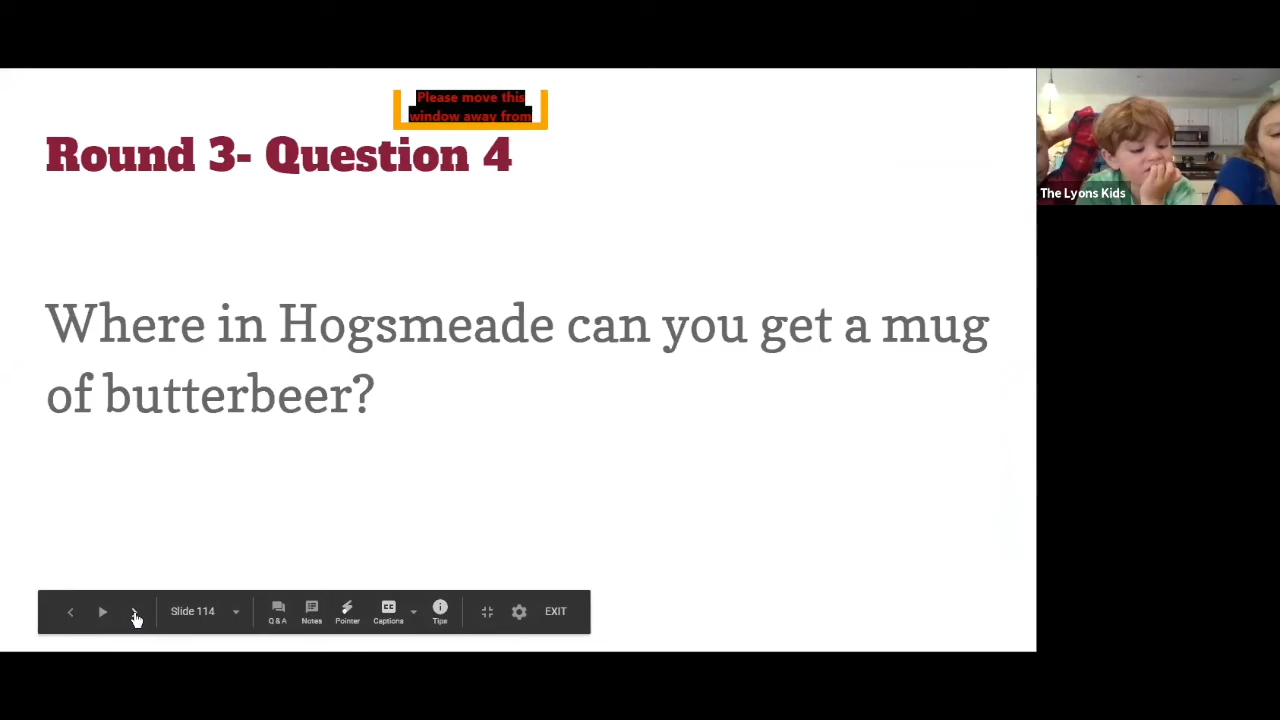 Please move this
window away from
Round 3- Question 4
The Lyons Kids
Where in Hogsmeade can you get a mug
of butterbeer?
Slide 114
Q & A
Notes
Pointer
CC
Captions
Tips
EXIT